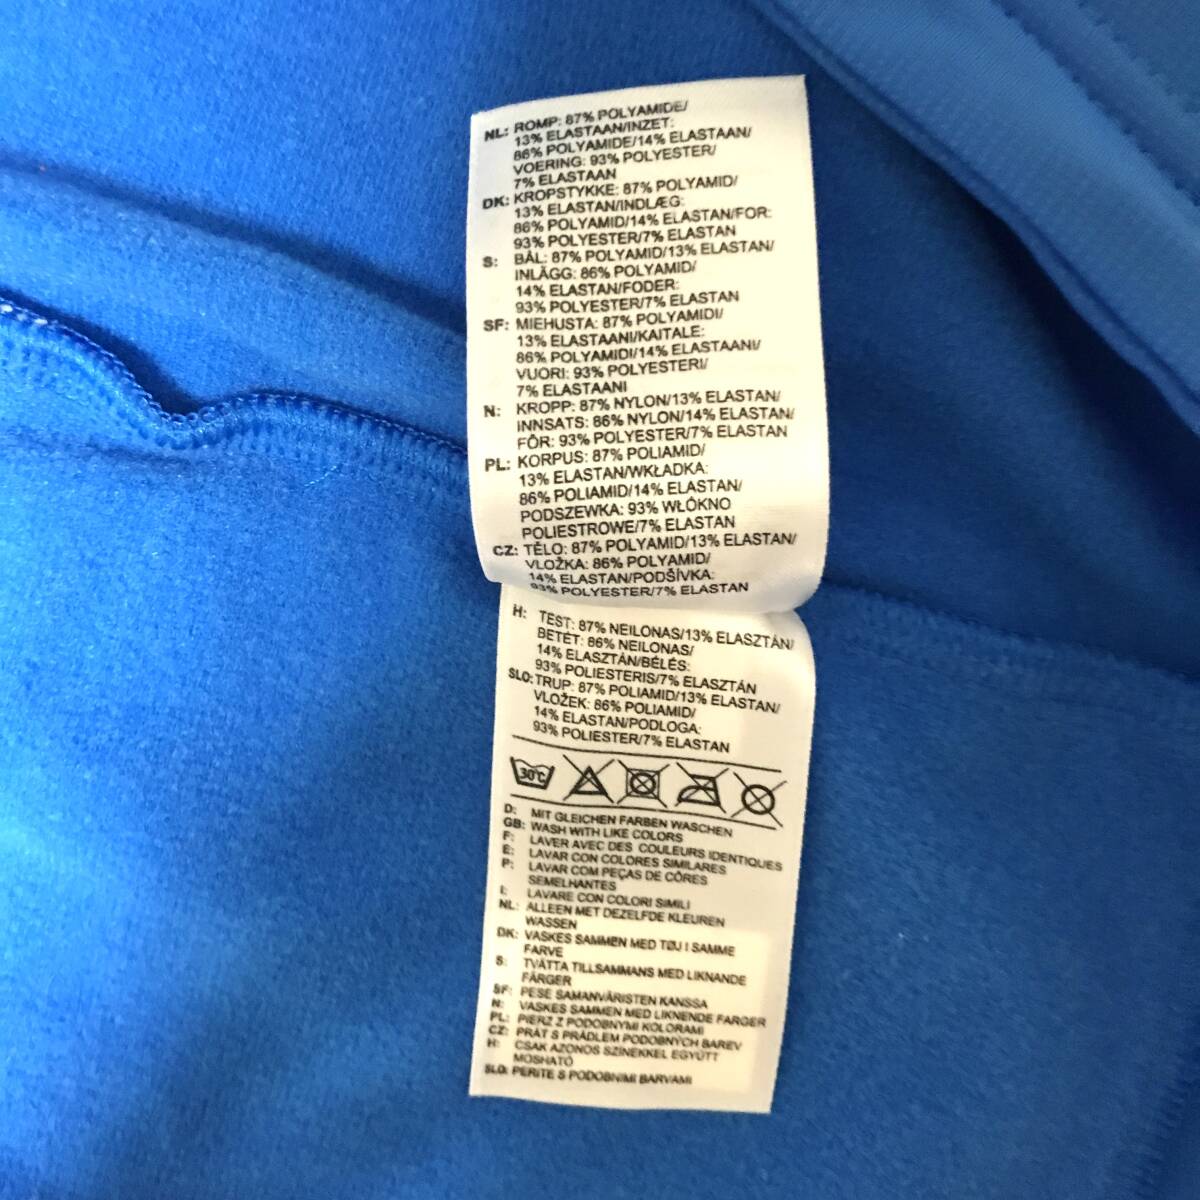 NL: ROMP: 87% POLYAMIDE/
13% ELASTAAN/INZET:
86% POLYAMIDE/14% ELASTAAN/
VOERING: 93% POLYESTER/
7% ELASTAAN
DK: KROPSTYKKE: 87% POLYAMID/
13% ELASTAN/INDLÆG:
86% POLYAMID/14% ELASTAN/FOR:
93% POLYESTER/7% ELASTAN
S: BÅL: 87% POLYAMID/13% ELASTAN/
INLÄGG: 86% POLYAMID/
14% ELASTAN/FODER:
93% POLYESTER/7% ELASTAN
SF: MIEHUSTA: 87% POLYAMIDI/
13% ELASTAANI/KAITALE:
86% POLYAMIDI/14% ELASTAANI/
VUORI: 93% POLYESTERI/
7% ELASTAANI
N: KROPP: 87% NYLON/13% ELASTAN/
INNSATS: 86% NYLON/14% ELASTAN/
FÔR: 93% POLYESTER/7% ELASTAN
PL: KORPUS: 87% POLIAMID/
13% ELASTAN/WKŁADKA:
86% POLIAMID/14% ELASTAN/
PODSZEWKA: 93% WŁÓKNO
POLIESTROWE/7% ELASTAN
CZ: TĚLO: 87% POLYAMID/13% ELASTAN/
VLOŽKA: 86% POLYAMID/
14% ELASTAN/PODŠÍVKA:
93% POLYESTER/7% ELASTAN
H: TEST: 87% NEILONAS/13% ELASZTÁN/
BETÉT: 86% NEILONAS/
14% ELASZTÁN/BÉLÉS:
93% POLIESTERIS/7% ELASZTÁN
SLO: TRUP: 87% POLIAMID/13% ELASTAN/
VLOŽEK: 86% POLIAMID/
14% ELASTAN/PODLOGA:
93% POLIESTER/7% ELASTAN
30°C
D: MIT GLEICHEN FARBEN WASCHEN
GB: WASH WITH LIKE COLORS
F: LAVER AVEC DES COULEURS IDENTIQUES
E: LAVAR CON COLORES SIMILARES
P: LAVAR COM PEÇAS DE CÔRES
SEMELHANTES
I: LAVARE CON COLORI SIMILI
NL: ALLEEN MET DEZELFDE KLEUREN
WASSEN
DK: VASKES SAMMEN MED TØJ I SAMME
FARVE
S: TVÄTTA TILLSAMMANS MED LIKNANDE
FÄRGER
SF: PESE SAMANVÄRISTEN KANSSA
N: VASKES SAMMEN MED LIKNENDE FARGER
PL: PIERZ Z PODOBNYMI KOLORAMI
CZ: PRÁT S PRÁDLEM PODOBNÝCH BAREV
H: CSAK AZONOS SZINEKKEL EGYÜTT
MOSHATÓ
SLO: PERITE S PODOBNIMI BARVAMI